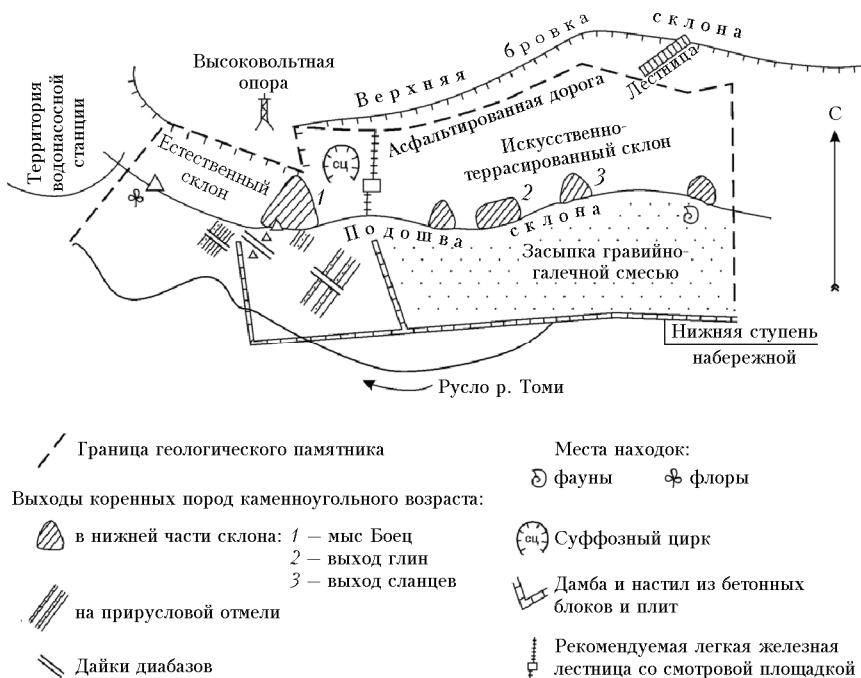 Верхняя бровка склона
Высоковольтная
опора
Лестница
Территория
водонасосной
станции
Асфальтированная дорога
С
Искусственно-
террасированный склон
Естественный
склон
сц
1
2
3
Подошва склона
Засыпка гравийно-
галечной смесью
Нижняя ступень
набережной
Русло р. Томи
Граница геологического памятника
Места находок:
фауны
флоры
Выходы коренных пород каменноугольного возраста:
в нижней части склона: 1 – мыс Боец
2 – выход глин
3 – выход сланцев
сц
Суффозный цирк
на прирусловой отмели
Дамба и настил из бетонных
блоков и плит
Дайки диабазов
Рекомендуемая легкая железная
лестница со смотровой площадкой